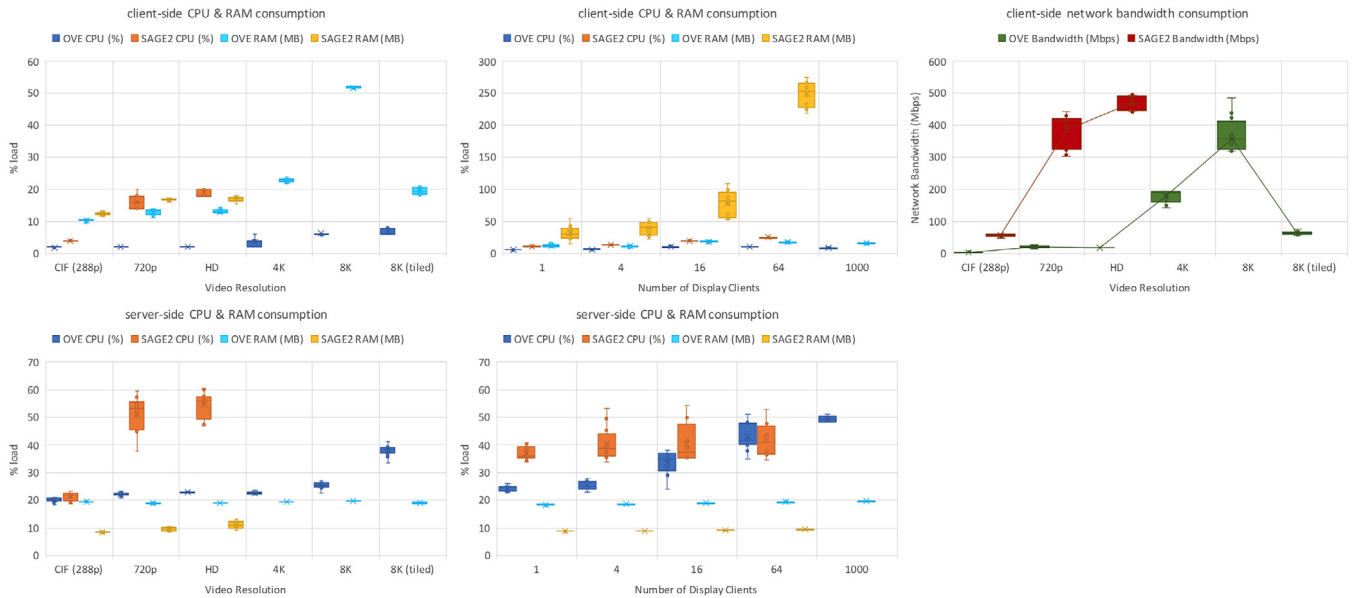 client-side CPU & RAM consumption
OVE CPU (%) SAGE2 CPU (%) OVE RAM (MB) SAGE2 RAM (MB)
60
50
40
30
20
10
0
% load
CIF (288p) 720p HD 4K 8K 8K (tiled)
Video Resolution
client-side CPU & RAM consumption
OVE CPU (%) SAGE2 CPU (%) OVE RAM (MB) SAGE2 RAM (MB)
300
250
200
150
100
50
0
% load
1 4 16 64 1000
Number of Display Clients
client-side network bandwidth consumption
OVE Bandwidth (Mbps) SAGE2 Bandwidth (Mbps)
600
500
400
300
200
100
0
Network Bandwidth (Mbps)
CIF (288p) 720p HD 4K 8K 8K (tiled)
Video Resolution
server-side CPU & RAM consumption
OVE CPU (%) SAGE2 CPU (%) OVE RAM (MB) SAGE2 RAM (MB)
70
60
50
40
30
20
10
0
% load
CIF (288p) 720p HD 4K 8K 8K (tiled)
Video Resolution
server-side CPU & RAM consumption
OVE CPU (%) SAGE2 CPU (%) OVE RAM (MB) SAGE2 RAM (MB)
70
60
50
40
30
20
10
0
% load
1 4 16 64 1000
Number of Display Clients